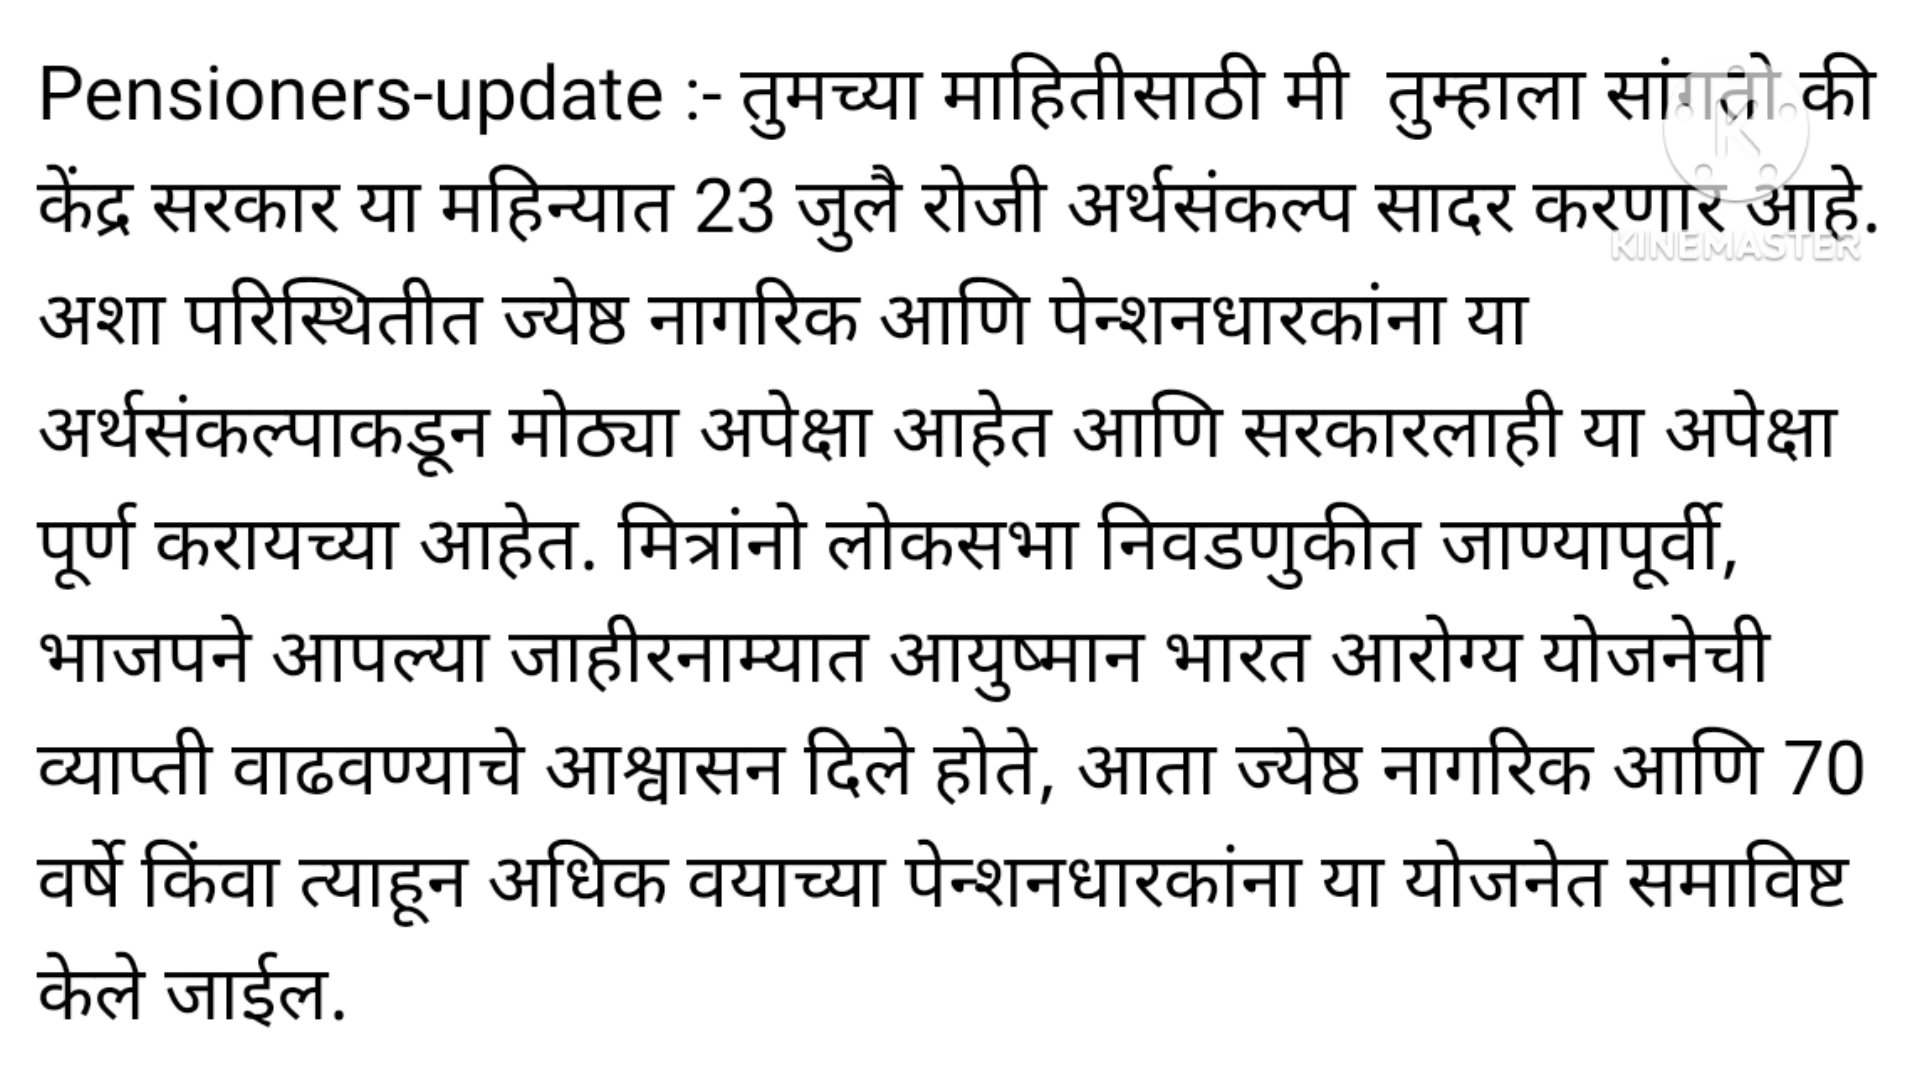 Pensioners-update :- तुमच्या माहितीसाठी मी तुम्हाला सांगतो की
केंद्र सरकार या महिन्यात 23 जुलै रोजी अर्थसंकल्प सादर करणार आहे.
KINEMASTER
अशा परिस्थितीत ज्येष्ठ नागरिक आणि पेन्शनधारकांना या
अर्थसंकल्पाकडून मोठ्या अपेक्षा आहेत आणि सरकारलाही या अपेक्षा
पूर्ण करायच्या आहेत. मित्रांनो लोकसभा निवडणुकीत जाण्यापूर्वी,
भाजपने आपल्या जाहीरनाम्यात आयुष्मान भारत आरोग्य योजनेची
व्याप्ती वाढवण्याचे आश्वासन दिले होते, आता ज्येष्ठ नागरिक आणि 70
वर्षे किंवा त्याहून अधिक वयाच्या पेन्शनधारकांना या योजनेत समाविष्ट
केले जाईल.